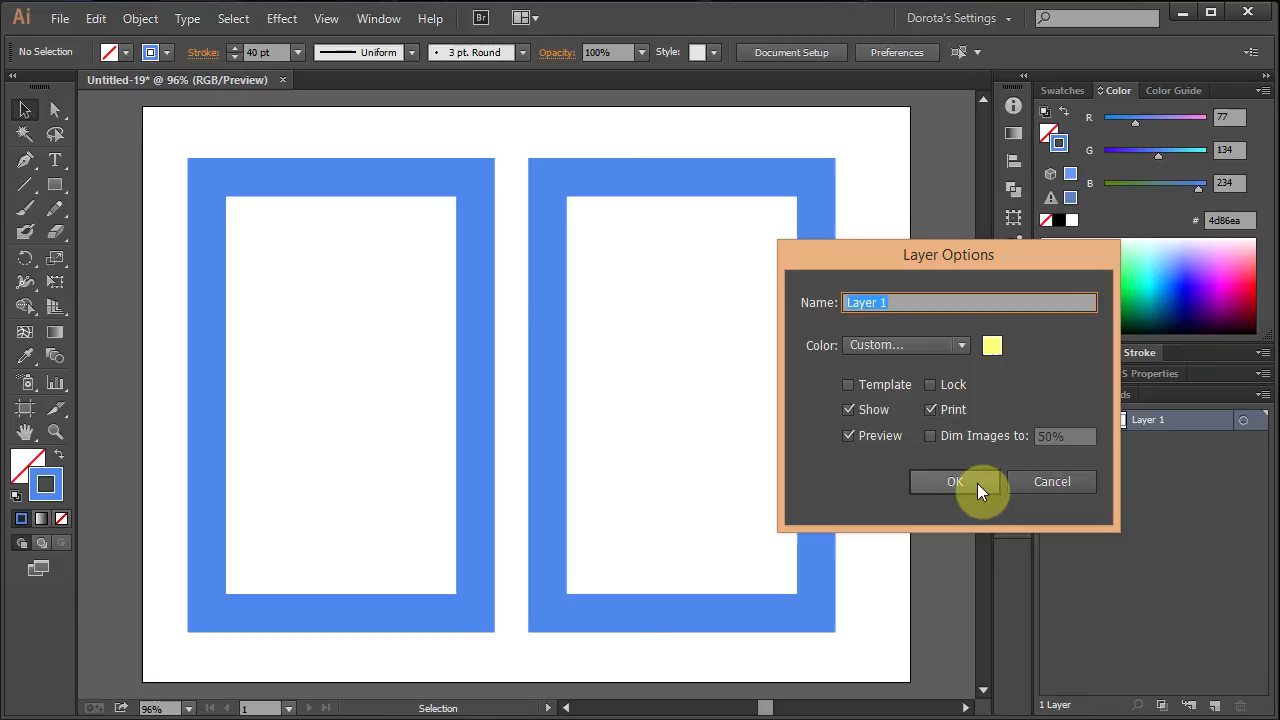 Ai File Edit Object Type Select Effect View Window Help Br Dorota's Settings
No Selection Stroke: 40 pt Uniform 3 pt. Round Opacity: 100% Style: Document Setup Preferences
Untitled-19* @ 96% (RGB/Preview) ×
Swatches Color Color Guide
R 77
G 134
B 234
# 4d86ea
Layer Options
Name: Layer 1
Color: Custom...
Template Lock
Show Print
Preview Dim Images to: 50%
OK Cancel
Stroke
S Properties
ds
Layer 1
96% 1 Selection
1 Layer